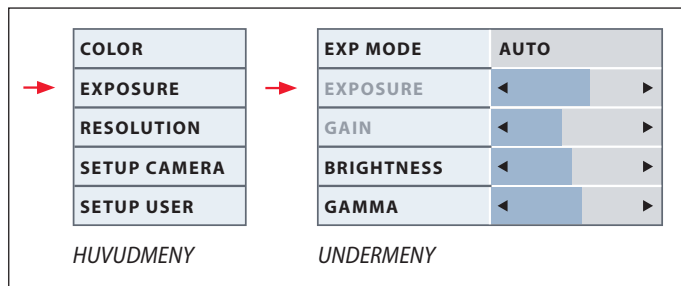 COLOR
EXPOSURE
RESOLUTION
SETUP CAMERA
SETUP USER
HUVUDMENY
EXP MODE AUTO
EXPOSURE
GAIN
BRIGHTNESS
GAMMA
UNDERMENY